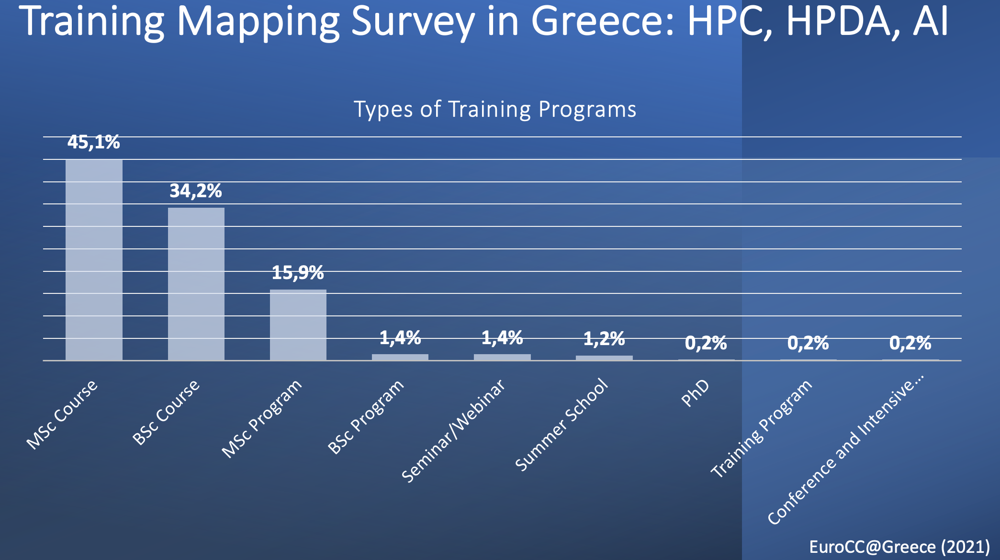 Training Mapping Survey in Greece: HPC, HPDA, AI
Types of Training Programs
45,1%
34,2%
15,9%
1,4%
1,4%
1,2%
0,2%
0,2%
0,2%
MSc Course
BSc Course
MSc Program
BSc Program
Seminar/Webinar
Summer School
PhD
Training Program
Conference and Intensive...
EuroCC@Greece (2021)